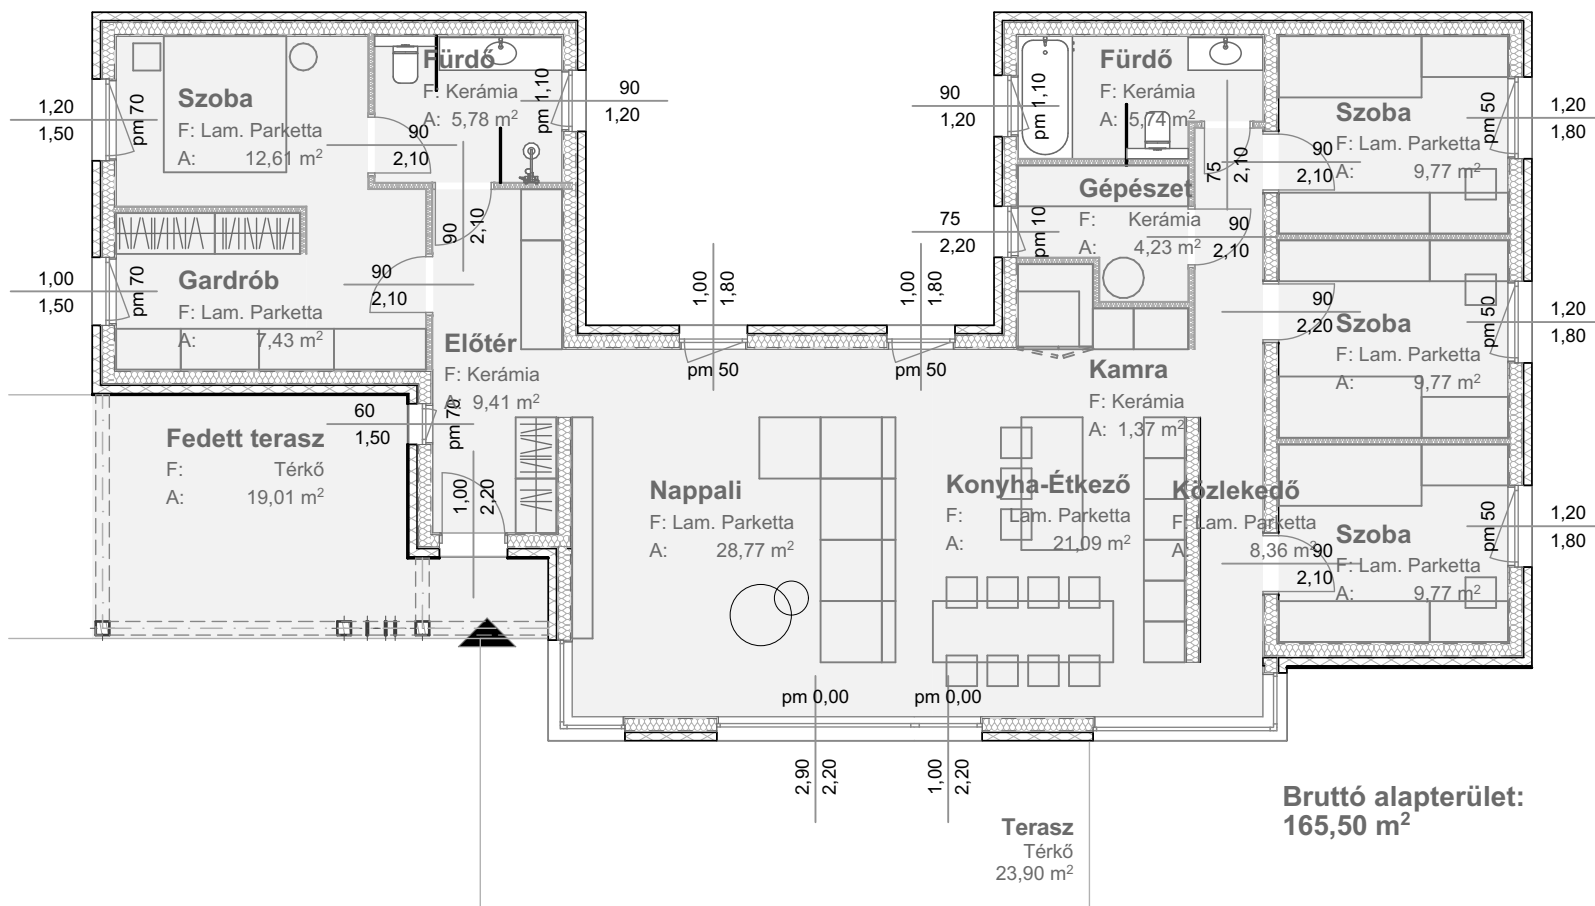 Szoba
F: Lam. Parketta
A: 12,61 m²
Fürdő
F: Kerámia
A: 5,78 m²
Gardrób
F: Lam. Parketta
A: 7,43 m²
Előtér
F: Kerámia
A: 9,41 m²
Fedett terasz
F: Térkő
A: 19,01 m²
Nappali
F: Lam. Parketta
A: 28,77 m²
Konyha-Étkező
F: Lam. Parketta
A: 21,09 m²
Kamra
F: Kerámia
A: 1,37 m²
Közlekedő
F: Lam. Parketta
A: 8,36 m²
Fürdő
F: Kerámia
A: 5,74 m²
Gépészet
F: Kerámia
A: 4,23 m²
Szoba
F: Lam. Parketta
A: 9,77 m²
Szoba
F: Lam. Parketta
A: 9,77 m²
Szoba
F: Lam. Parketta
A: 9,77 m²
1,20
1,50
pm 70
1,00
1,50
pm 70
90
2,10
90
2,10
90
2,10
pm 1,10
90
1,20
60
1,50
pm 70
1,00
2,20
1,00
1,80
pm 50
1,00
1,80
pm 50
90
1,20
pm 1,10
75
2,20
pm 10
75
2,10
90
2,10
90
2,10
90
2,20
90
2,10
pm 50
1,20
1,80
pm 50
1,20
1,80
pm 50
1,20
1,80
pm 0,00
2,90
2,20
pm 0,00
1,00
2,20
Terasz
Térkő
23,90 m²
Bruttó alapterület:
165,50 m²